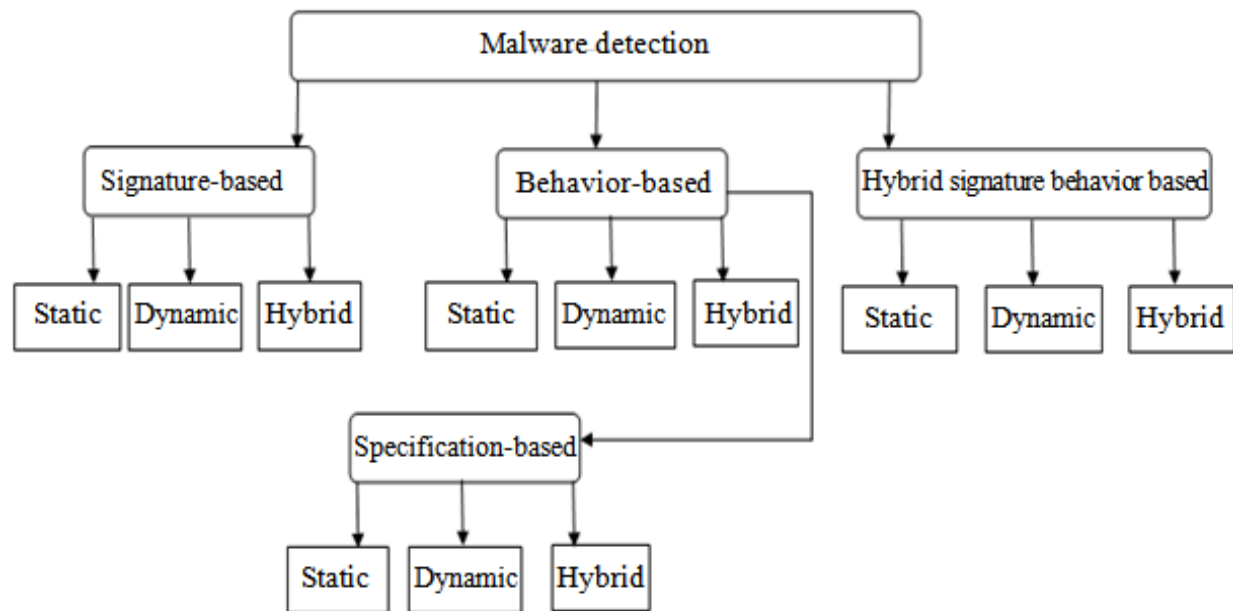 Malware detection
Signature-based
Behavior-based
Hybrid signature behavior based
Static
Dynamic
Hybrid
Static
Dynamic
Hybrid
Static
Dynamic
Hybrid
Specification-based
Static
Dynamic
Hybrid